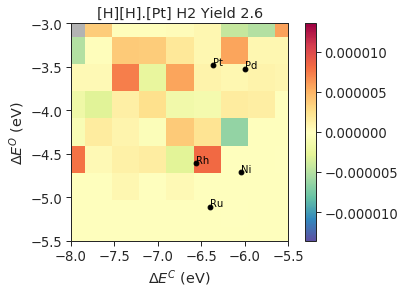 [H][H].[Pt] H2 Yield 2.6
−3.0
−3.5
−4.0
−4.5
−5.0
−5.5
ΔE^O (eV)
Pt
Pd
Rh
Ni
Ru
−8.0 −7.5 −7.0 −6.5 −6.0 −5.5
ΔE^C (eV)
0.000010
0.000005
0.000000
−0.000005
−0.000010